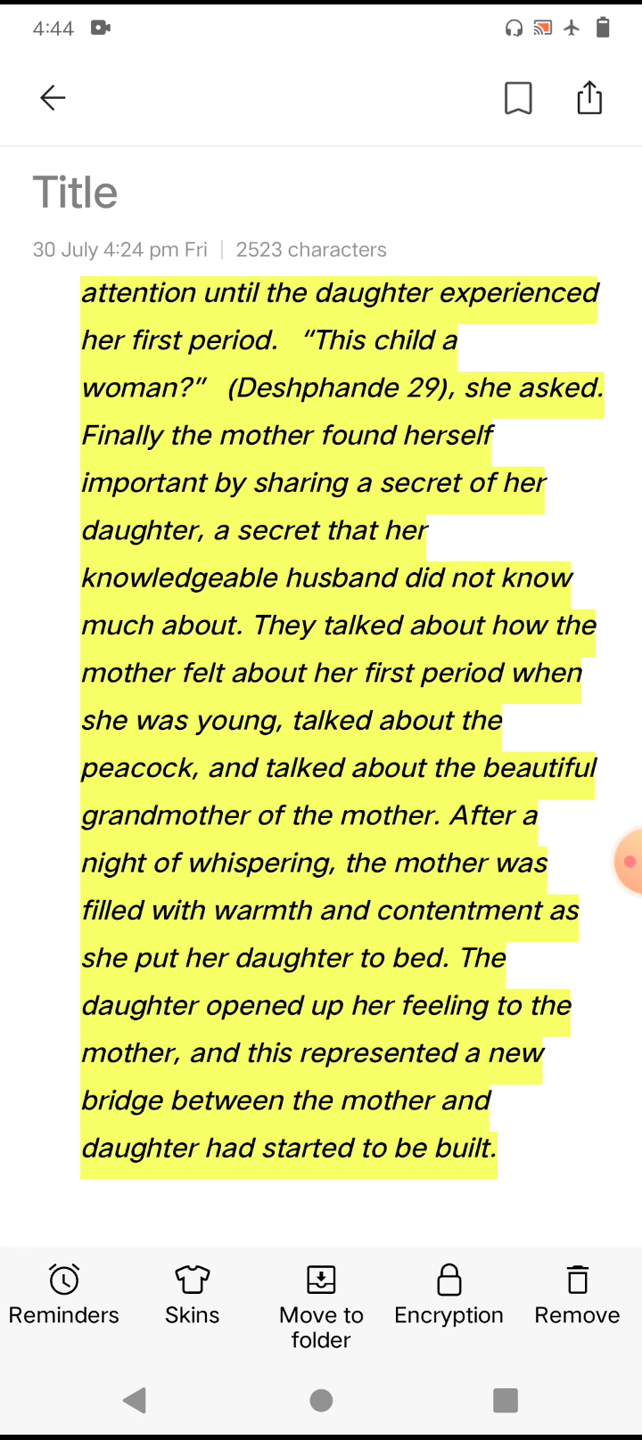 4:44
Title
30 July 4:24 pm Fri | 2523 characters
attention until the daughter experienced
her first period.   “This child a
woman?”   (Deshphande 29), she asked.
Finally the mother found herself
important by sharing a secret of her
daughter, a secret that her
knowledgeable husband did not know
much about. They talked about how the
mother felt about her first period when
she was young, talked about the
peacock, and talked about the beautiful
grandmother of the mother. After a
night of whispering, the mother was
filled with warmth and contentment as
she put her daughter to bed. The
daughter opened up her feeling to the
mother, and this represented a new
bridge between the mother and
daughter had started to be built.
Reminders Skins Move to Encryption Remove
folder